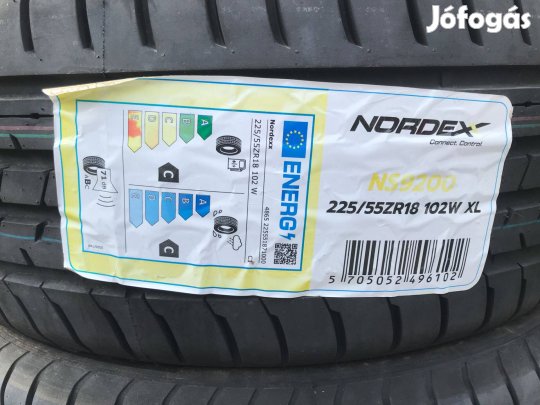 Jófogás
NORDEXX
Connect. Control.
NS9200
225/55ZR18 102W XL
5 705052 496102
ENERG
Nordexx
225/55ZR18 102 W
C1
A
B
C
D
E
C
A
B
C
D
E
C
71 dB